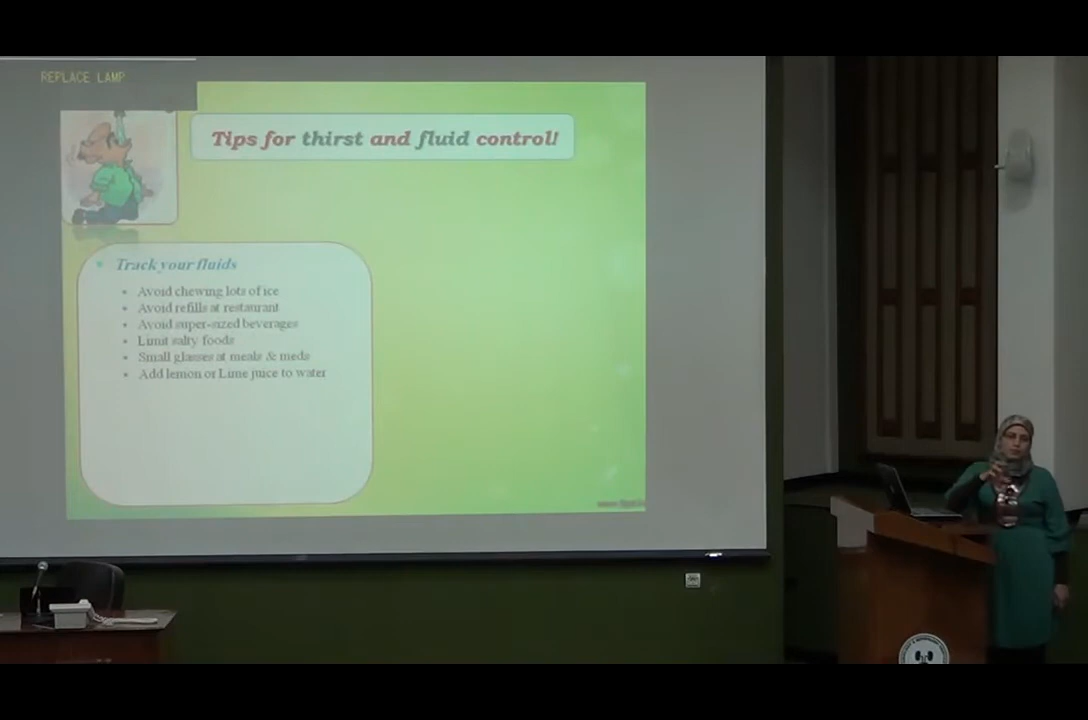 REPLACE LAMP
Tips for thirst and fluid control!
Track your fluids
Avoid chewing lots of ice
Avoid refills at restaurant
Avoid super-sized beverages
Limit salty foods
Small glasses at meals & meds
Add lemon or Lime juice to water